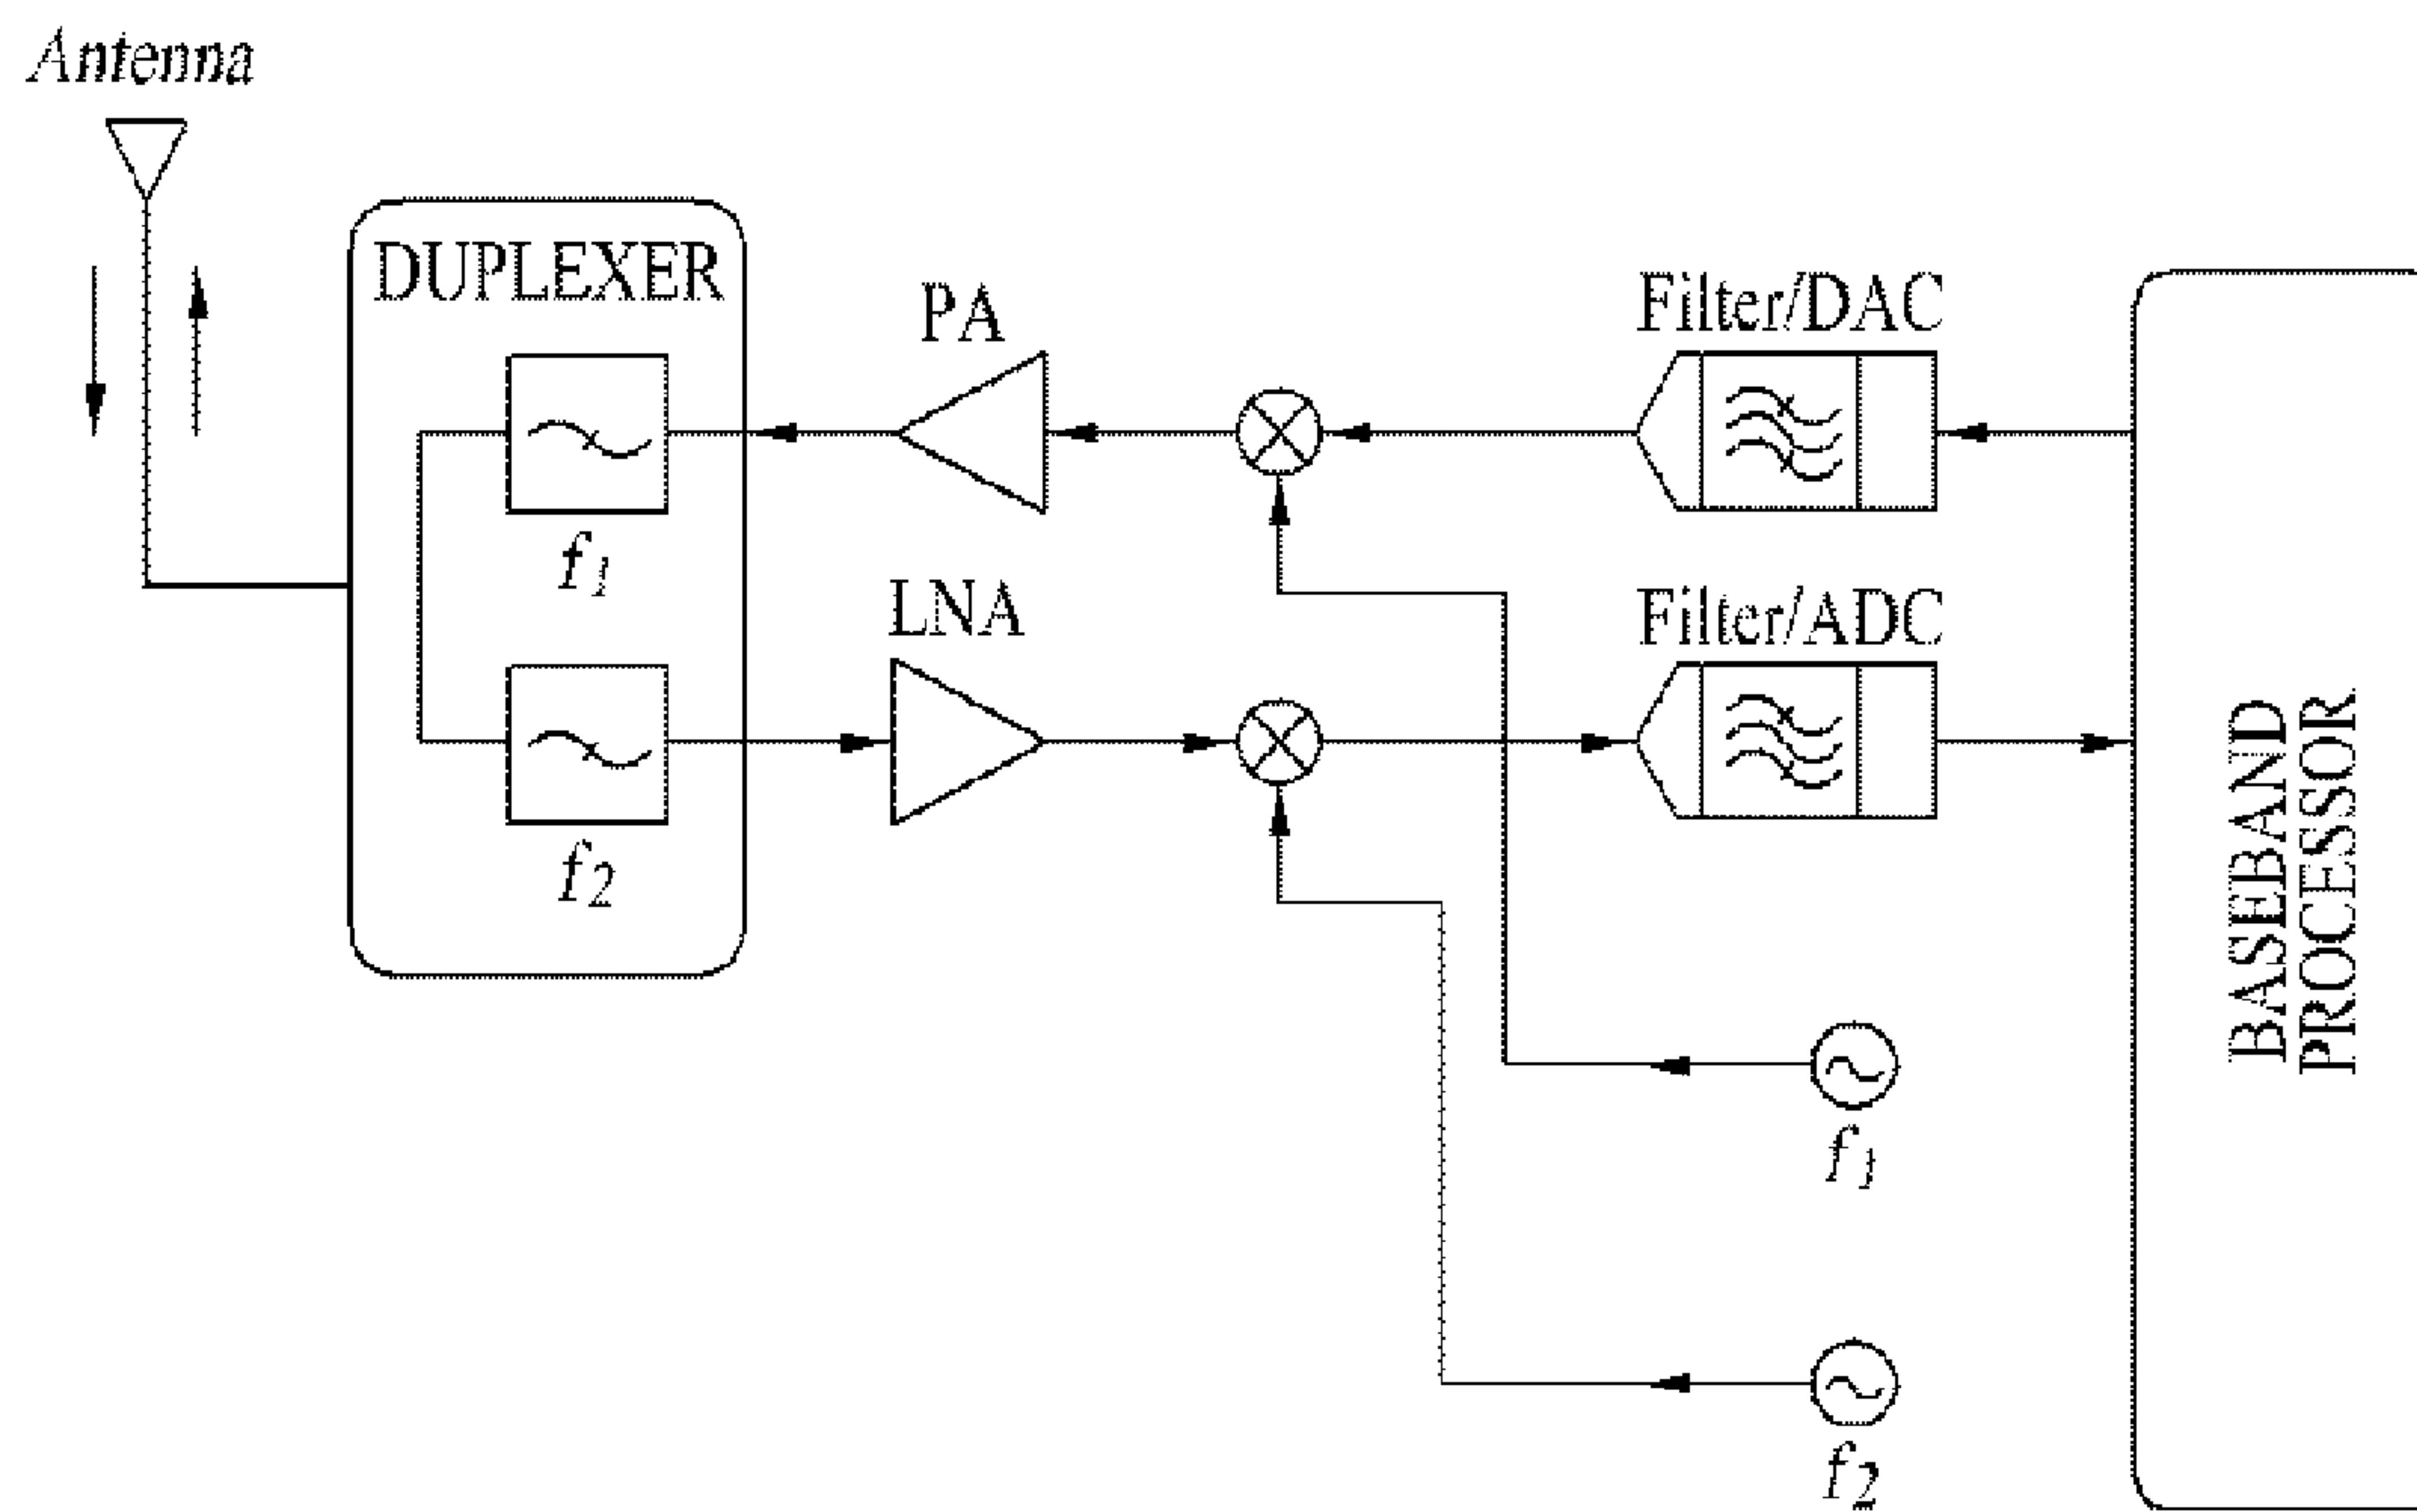 Antenna
DUPLEXER
PA
Filter/DAC
f1
LNA
Filter/ADC
f2
BASEBAND
PROCESSOR
f1
f2